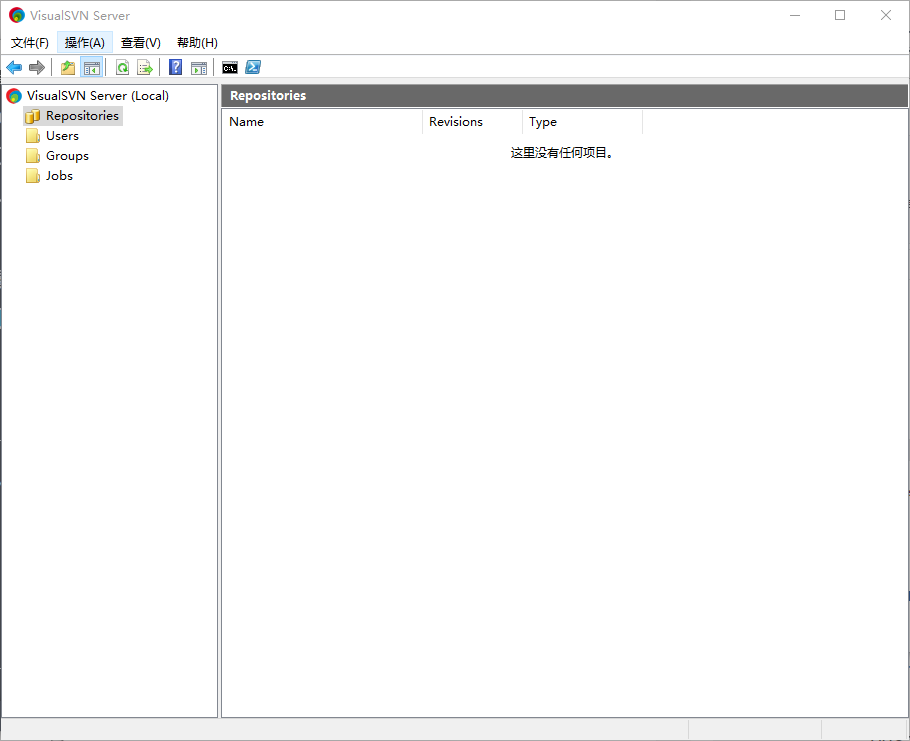 VisualSVN Server
文件(F) 操作(A) 查看(V) 帮助(H)
C:\.
VisualSVN Server (Local)
Repositories
Users
Groups
Jobs
Repositories
Name Revisions Type
这里没有任何项目。